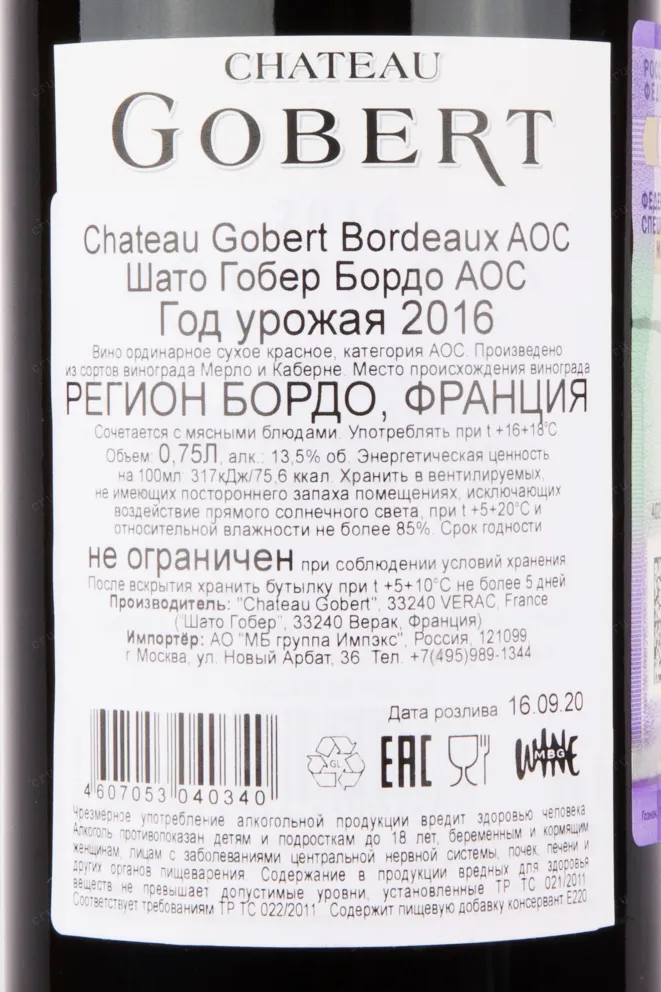 CHATEAU
GOBERT
Chateau Gobert Bordeaux AOC
Шато Гобер Бордо АОС
Год урожая 2016
Вино ординарное сухое красное, категория АОС. Произведено
из сортов винограда Мерло и Каберне. Место происхождения винограда
РЕГИОН БОРДО, ФРАНЦИЯ
Сочетается с мясными блюдами. Употреблять при t +16+18°С
Объем: 0,75Л, алк.: 13,5% об. Энергетическая ценность
на 100мл: 317кДж/75,6 ккал. Хранить в вентилируемых,
не имеющих постороннего запаха помещениях, исключающих
воздействие прямого солнечного света, при t +5+20°С и
относительной влажности не более 85%. Срок годности
не ограничен при соблюдении условий хранения
После вскрытия хранить бутылку при t +5+10°С не более 5 дней
Производитель: "Chateau Gobert", 33240 VERAC, France
("Шато Гобер", 33240 Верак, Франция)
Импортёр: АО "МБ группа Импэкс", Россия, 121099,
г Москва, ул. Новый Арбат, 36 Тел. +7(495)989-1344
Дата розлива 16.09.20
GL
EAC
WINE
MBG
4 607053 040340
Чрезмерное употребление алкогольной продукции вредит здоровью человека
Алкоголь противопоказан детям и подросткам до 18 лет, беременным и кормящим
женщинам, лицам с заболеваниями центральной нервной системы, почек, печени и
других органов пищеварения Содержание в продукции вредных для здоровья
веществ не превышает допустимые уровни, установленные ТР ТС 021/2011
Соответствует требованиям ТР ТС 022/2011 Содержит пищевую добавку консервант Е220